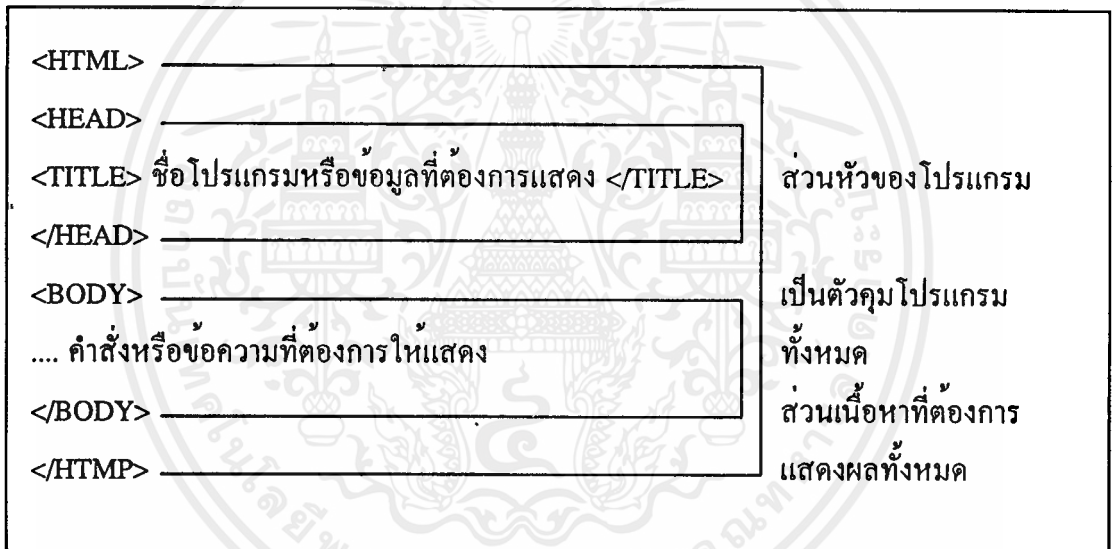 <HTML>
<HEAD>
<TITLE> ชื่อโปรแกรมหรือข้อมูลที่ต้องการแสดง </TITLE> ส่วนหัวของโปรแกรม
</HEAD>
<BODY> เป็นตัวคุมโปรแกรม
.... คำสั่งหรือข้อความที่ต้องการให้แสดง ทั้งหมด
</BODY> ส่วนเนื้อหาที่ต้องการ
</HTMP> แสดงผลทั้งหมด